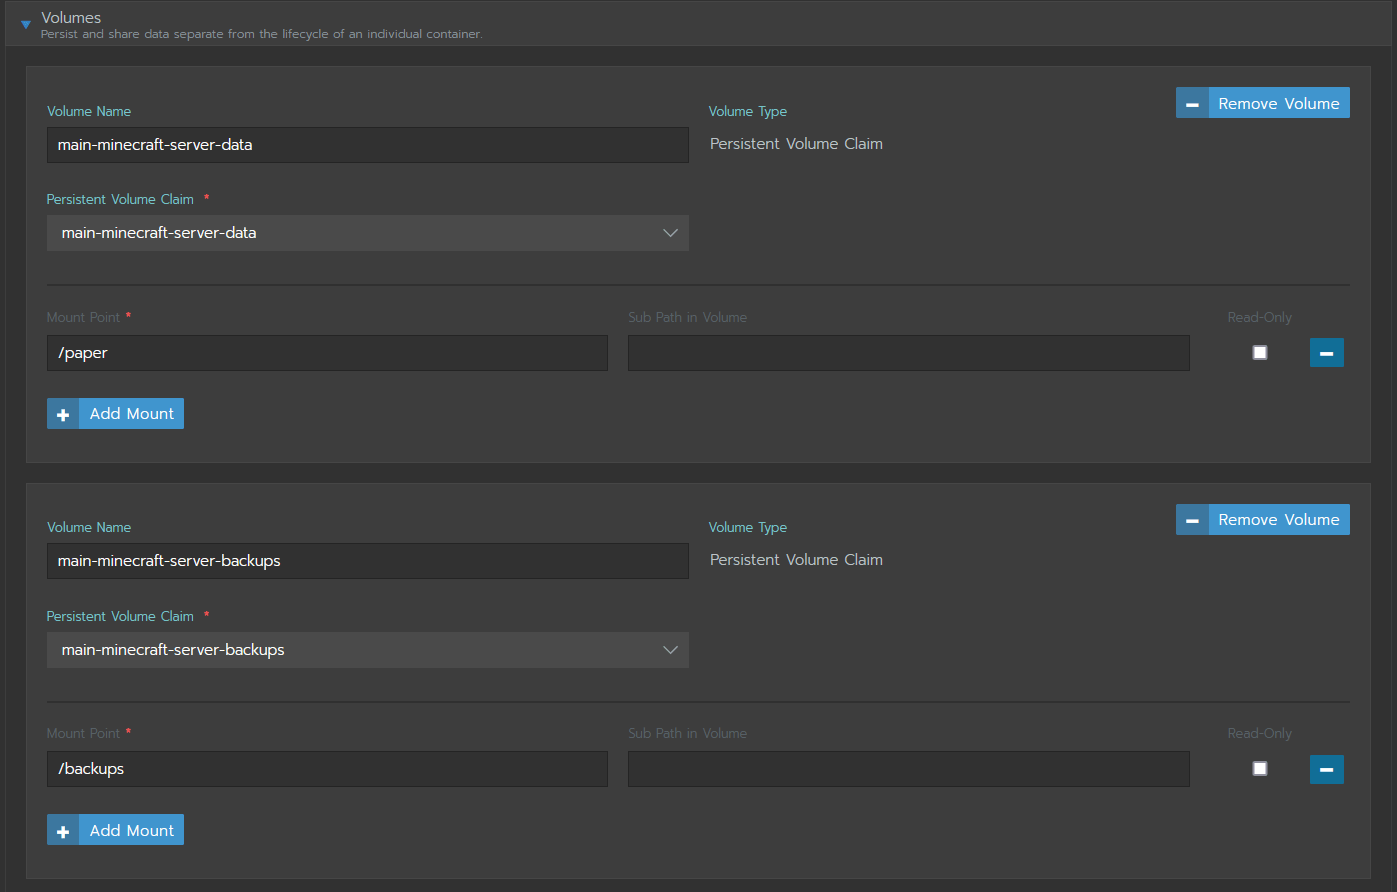 Volumes
Persist and share data separate from the lifecycle of an individual container.
Remove Volume
Volume Name
Volume Type
main-minecraft-server-data
Persistent Volume Claim
Persistent Volume Claim *
main-minecraft-server-data
Mount Point *
Sub Path in Volume
Read-Only
/paper
Add Mount
Remove Volume
Volume Name
Volume Type
main-minecraft-server-backups
Persistent Volume Claim
Persistent Volume Claim *
main-minecraft-server-backups
Mount Point *
Sub Path in Volume
Read-Only
/backups
Add Mount